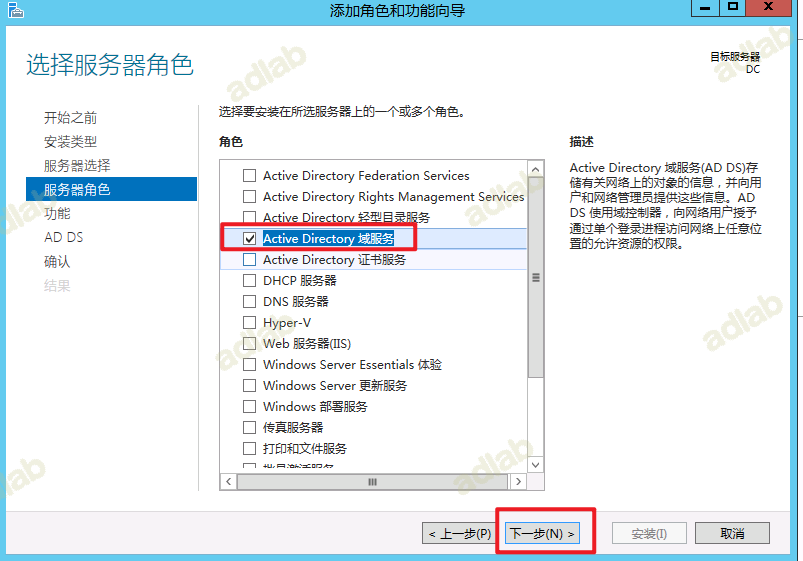 添加角色和功能向导
选择服务器角色
目标服务器
DC
开始之前
安装类型
服务器选择
服务器角色
功能
AD DS
确认
结果
选择要安装在所选服务器上的一个或多个角色。
角色
Active Directory Federation Services
Active Directory Rights Management Services
Active Directory 轻型目录服务
Active Directory 域服务
Active Directory 证书服务
DHCP 服务器
DNS 服务器
Hyper-V
Web 服务器(IIS)
Windows Server Essentials 体验
Windows Server 更新服务
Windows 部署服务
传真服务器
打印和文件服务
批量激活服务
描述
Active Directory 域服务(AD DS)存
储有关网络上的对象的信息，并向用
户和网络管理员提供这些信息。AD
DS 使用域控制器，向网络用户授予
通过单个登录进程访问网络上任意位
置的允许资源的权限。
< 上一步(P)
下一步(N) >
安装(I)
取消
adlab
adlab
adlab
adlab
adlab
adlab
adlab
adlab